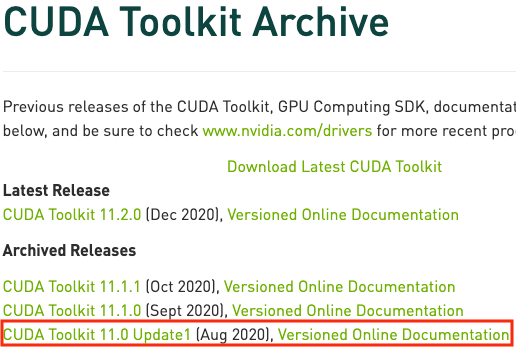 CUDA Toolkit Archive
Previous releases of the CUDA Toolkit, GPU Computing SDK,
below, and be sure to check www.nvidia.com/drivers for more recent
Download Latest CUDA Toolkit
Latest Release
CUDA Toolkit 11.2.0 (Dec 2020), Versioned Online Documentation
Archived Releases
CUDA Toolkit 11.1.1 (Oct 2020), Versioned Online Documentation
CUDA Toolkit 11.1.0 (Sept 2020), Versioned Online Documentation
CUDA Toolkit 11.0 Update1 (Aug 2020), Versioned Online Documentation